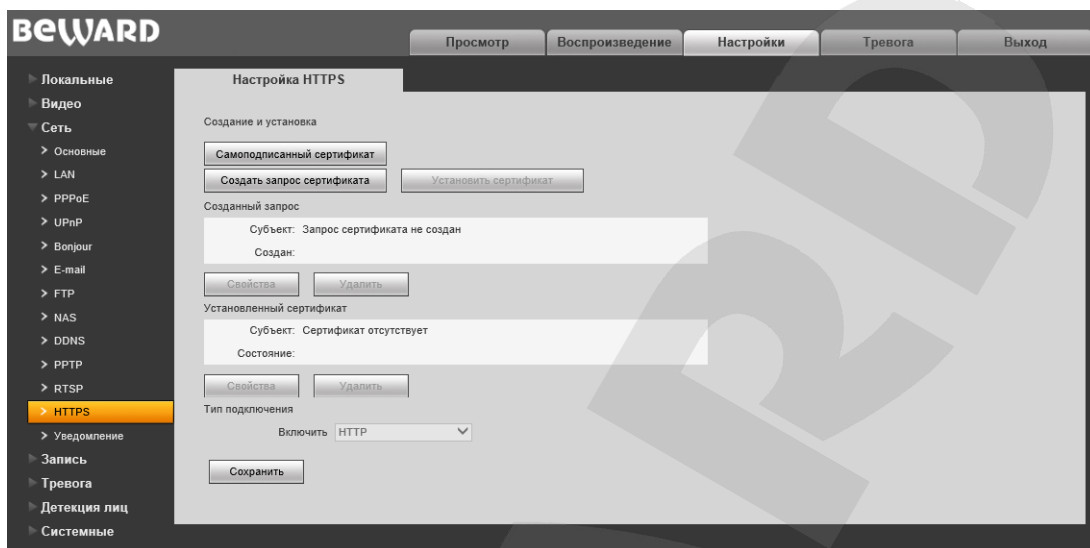 BEWARD
Просмотр
Воспроизведение
Настройки
Тревога
Выход
Локальные
Видео
Сеть
Основные
LAN
PPPoE
UPnP
Bonjour
E-mail
FTP
NAS
DDNS
PPTP
RTSP
HTTPS
Уведомление
Запись
Тревога
Детекция лиц
Системные
Настройка HTTPS
Создание и установка
Самоподписанный сертификат
Создать запрос сертификата Установить сертификат
Созданный запрос
Субъект: Запрос сертификата не создан
Создан:
Свойства Удалить
Установленный сертификат
Субъект: Сертификат отсутствует
Состояние:
Свойства Удалить
Тип подключения
Включить HTTP
Сохранить